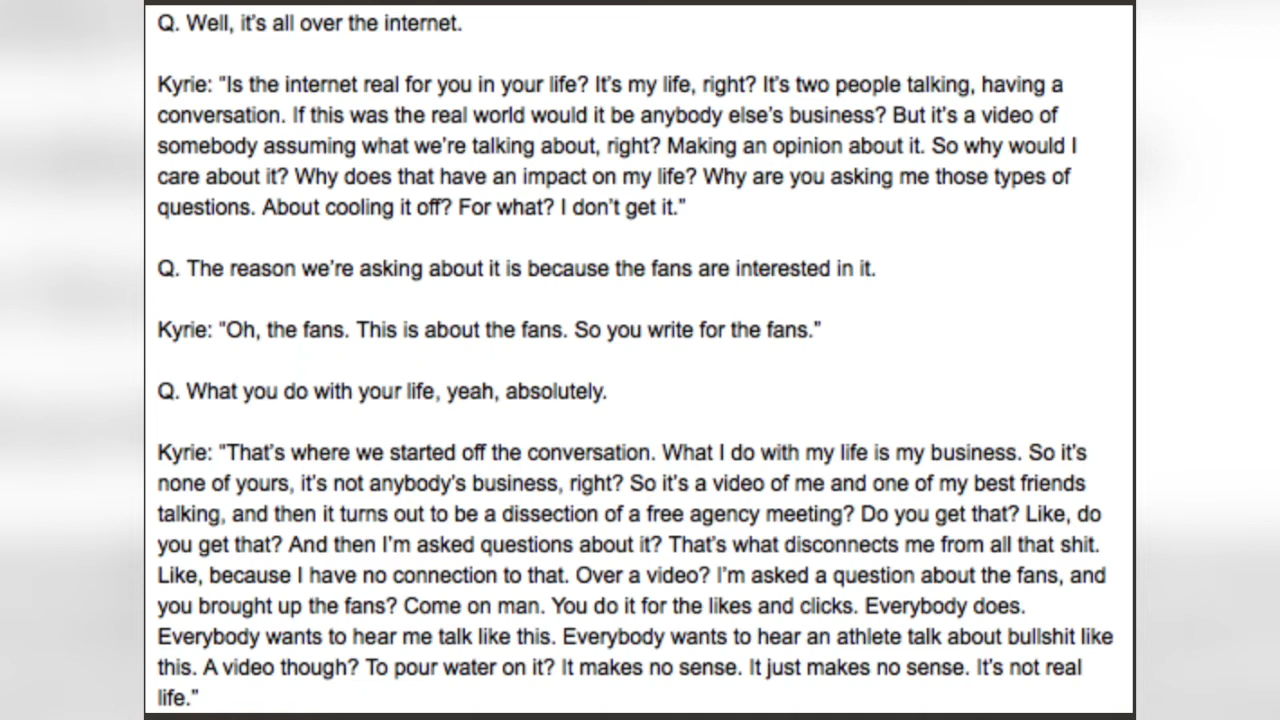 Q. Well, it's all over the internet.
Kyrie: "Is the internet real for you in your life? It's my life, right? It's two people talking, having a
conversation. If this was the real world would it be anybody else's business? But it's a video of
somebody assuming what we're talking about, right? Making an opinion about it. So why would I
care about it? Why does that have an impact on my life? Why are you asking me those types of
questions. About cooling it off? For what? I don't get it."
Q. The reason we're asking about it is because the fans are interested in it.
Kyrie: "Oh, the fans. This is about the fans. So you write for the fans."
Q. What you do with your life, yeah, absolutely.
Kyrie: "That's where we started off the conversation. What I do with my life is my business. So it's
none of yours, it's not anybody's business, right? So it's a video of me and one of my best friends
talking, and then it turns out to be a dissection of a free agency meeting? Do you get that? Like, do
you get that? And then I'm asked questions about it? That's what disconnects me from all that shit.
Like, because I have no connection to that. Over a video? I'm asked a question about the fans, and
you brought up the fans? Come on man. You do it for the likes and clicks. Everybody does.
Everybody wants to hear me talk like this. Everybody wants to hear an athlete talk about bullshit like
this. A video though? To pour water on it? It makes no sense. It just makes no sense. It's not real
life."